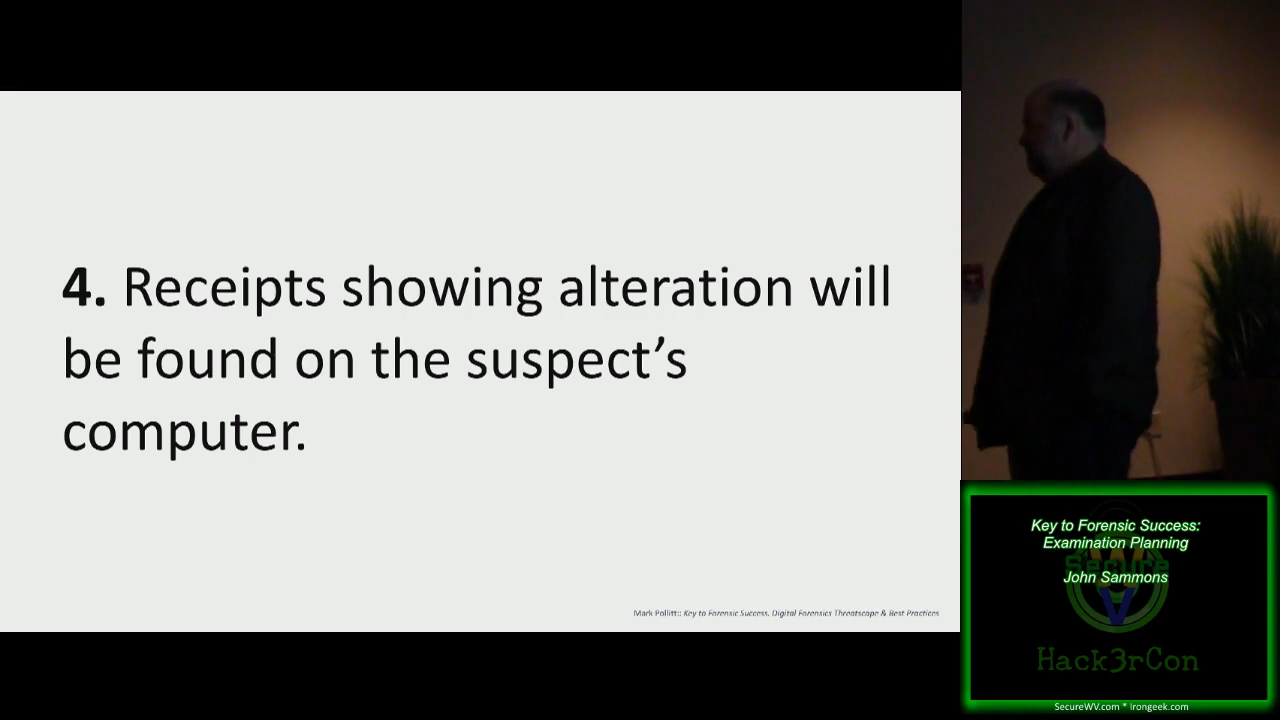 4. Receipts showing alteration will
be found on the suspect's
computer.
Mark Pollitt:: Key to Forensic Success. Digital Forensics Threatscape & Best Practices
Key to Forensic Success:
Examination Planning
John Sammons
Secure
W
V
Hack3rCon
SecureWV.com * Irongeek.com